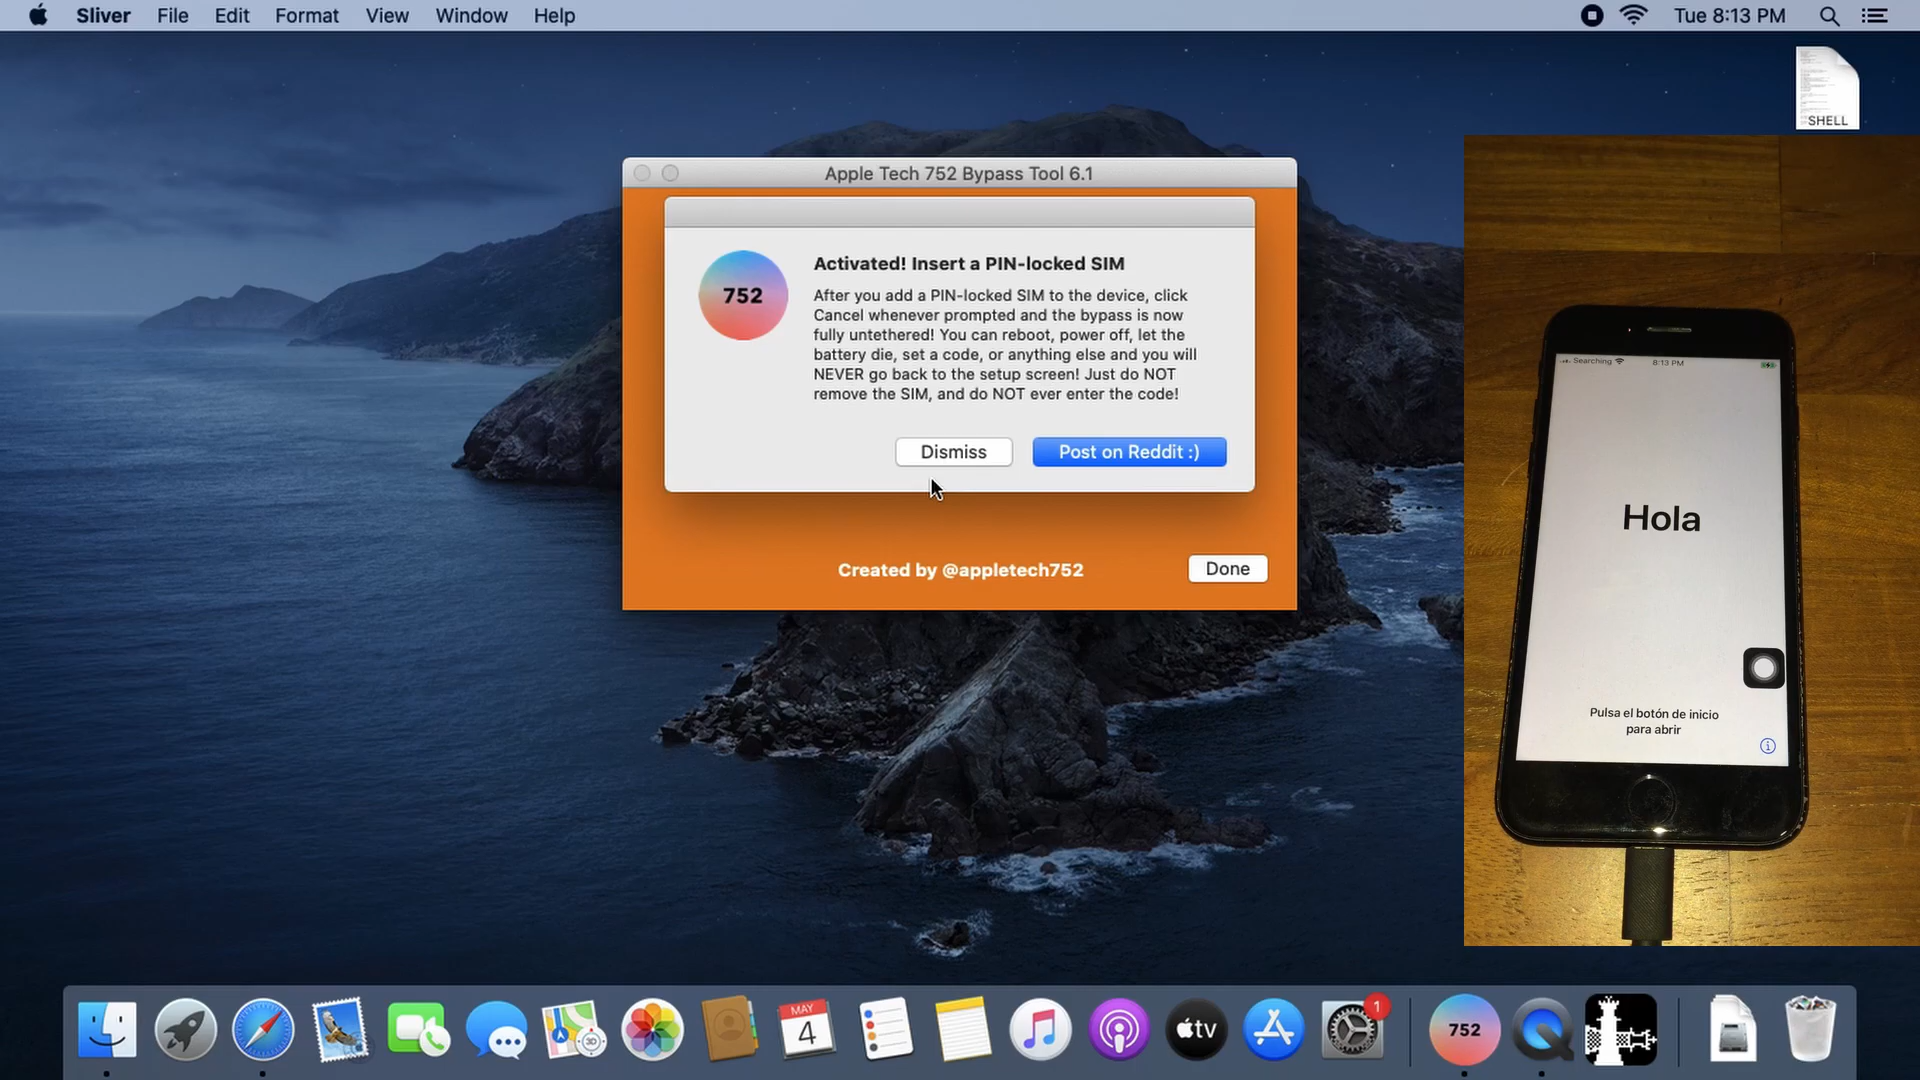 Sliver File Edit Format View Window Help
Tue 8:13 PM
SHELL
Apple Tech 752 Bypass Tool 6.1
752
Activated! Insert a PIN-locked SIM
After you add a PIN-locked SIM to the device, click
Cancel whenever prompted and the bypass is now
fully untethered! You can reboot, power off, let the
battery die, set a code, or anything else and you will
NEVER go back to the setup screen! Just do NOT
remove the SIM, and do NOT ever enter the code!
Dismiss
Post on Reddit :)
Created by @appletech752
Done
Searching
8:13 PM
Hola
Pulsa el botón de inicio
para abrir
MAY
4
3D
tv
1
752